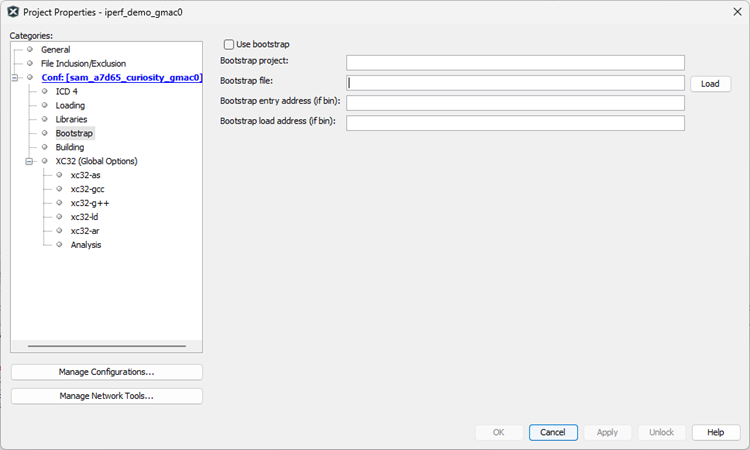 Project Properties - iperf_demo_gmac0
Categories:
General
File Inclusion/Exclusion
Conf: [sam_a7d65_curiosity_gmac0]
ICD 4
Loading
Libraries
Bootstrap
Building
XC32 (Global Options)
xc32-as
xc32-gcc
xc32-g++
xc32-ld
xc32-ar
Analysis
Manage Configurations...
Manage Network Tools...
Use bootstrap
Bootstrap project:
Bootstrap file:
Load
Bootstrap entry address (if bin):
Bootstrap load address (if bin):
OK
Cancel
Apply
Unlock
Help